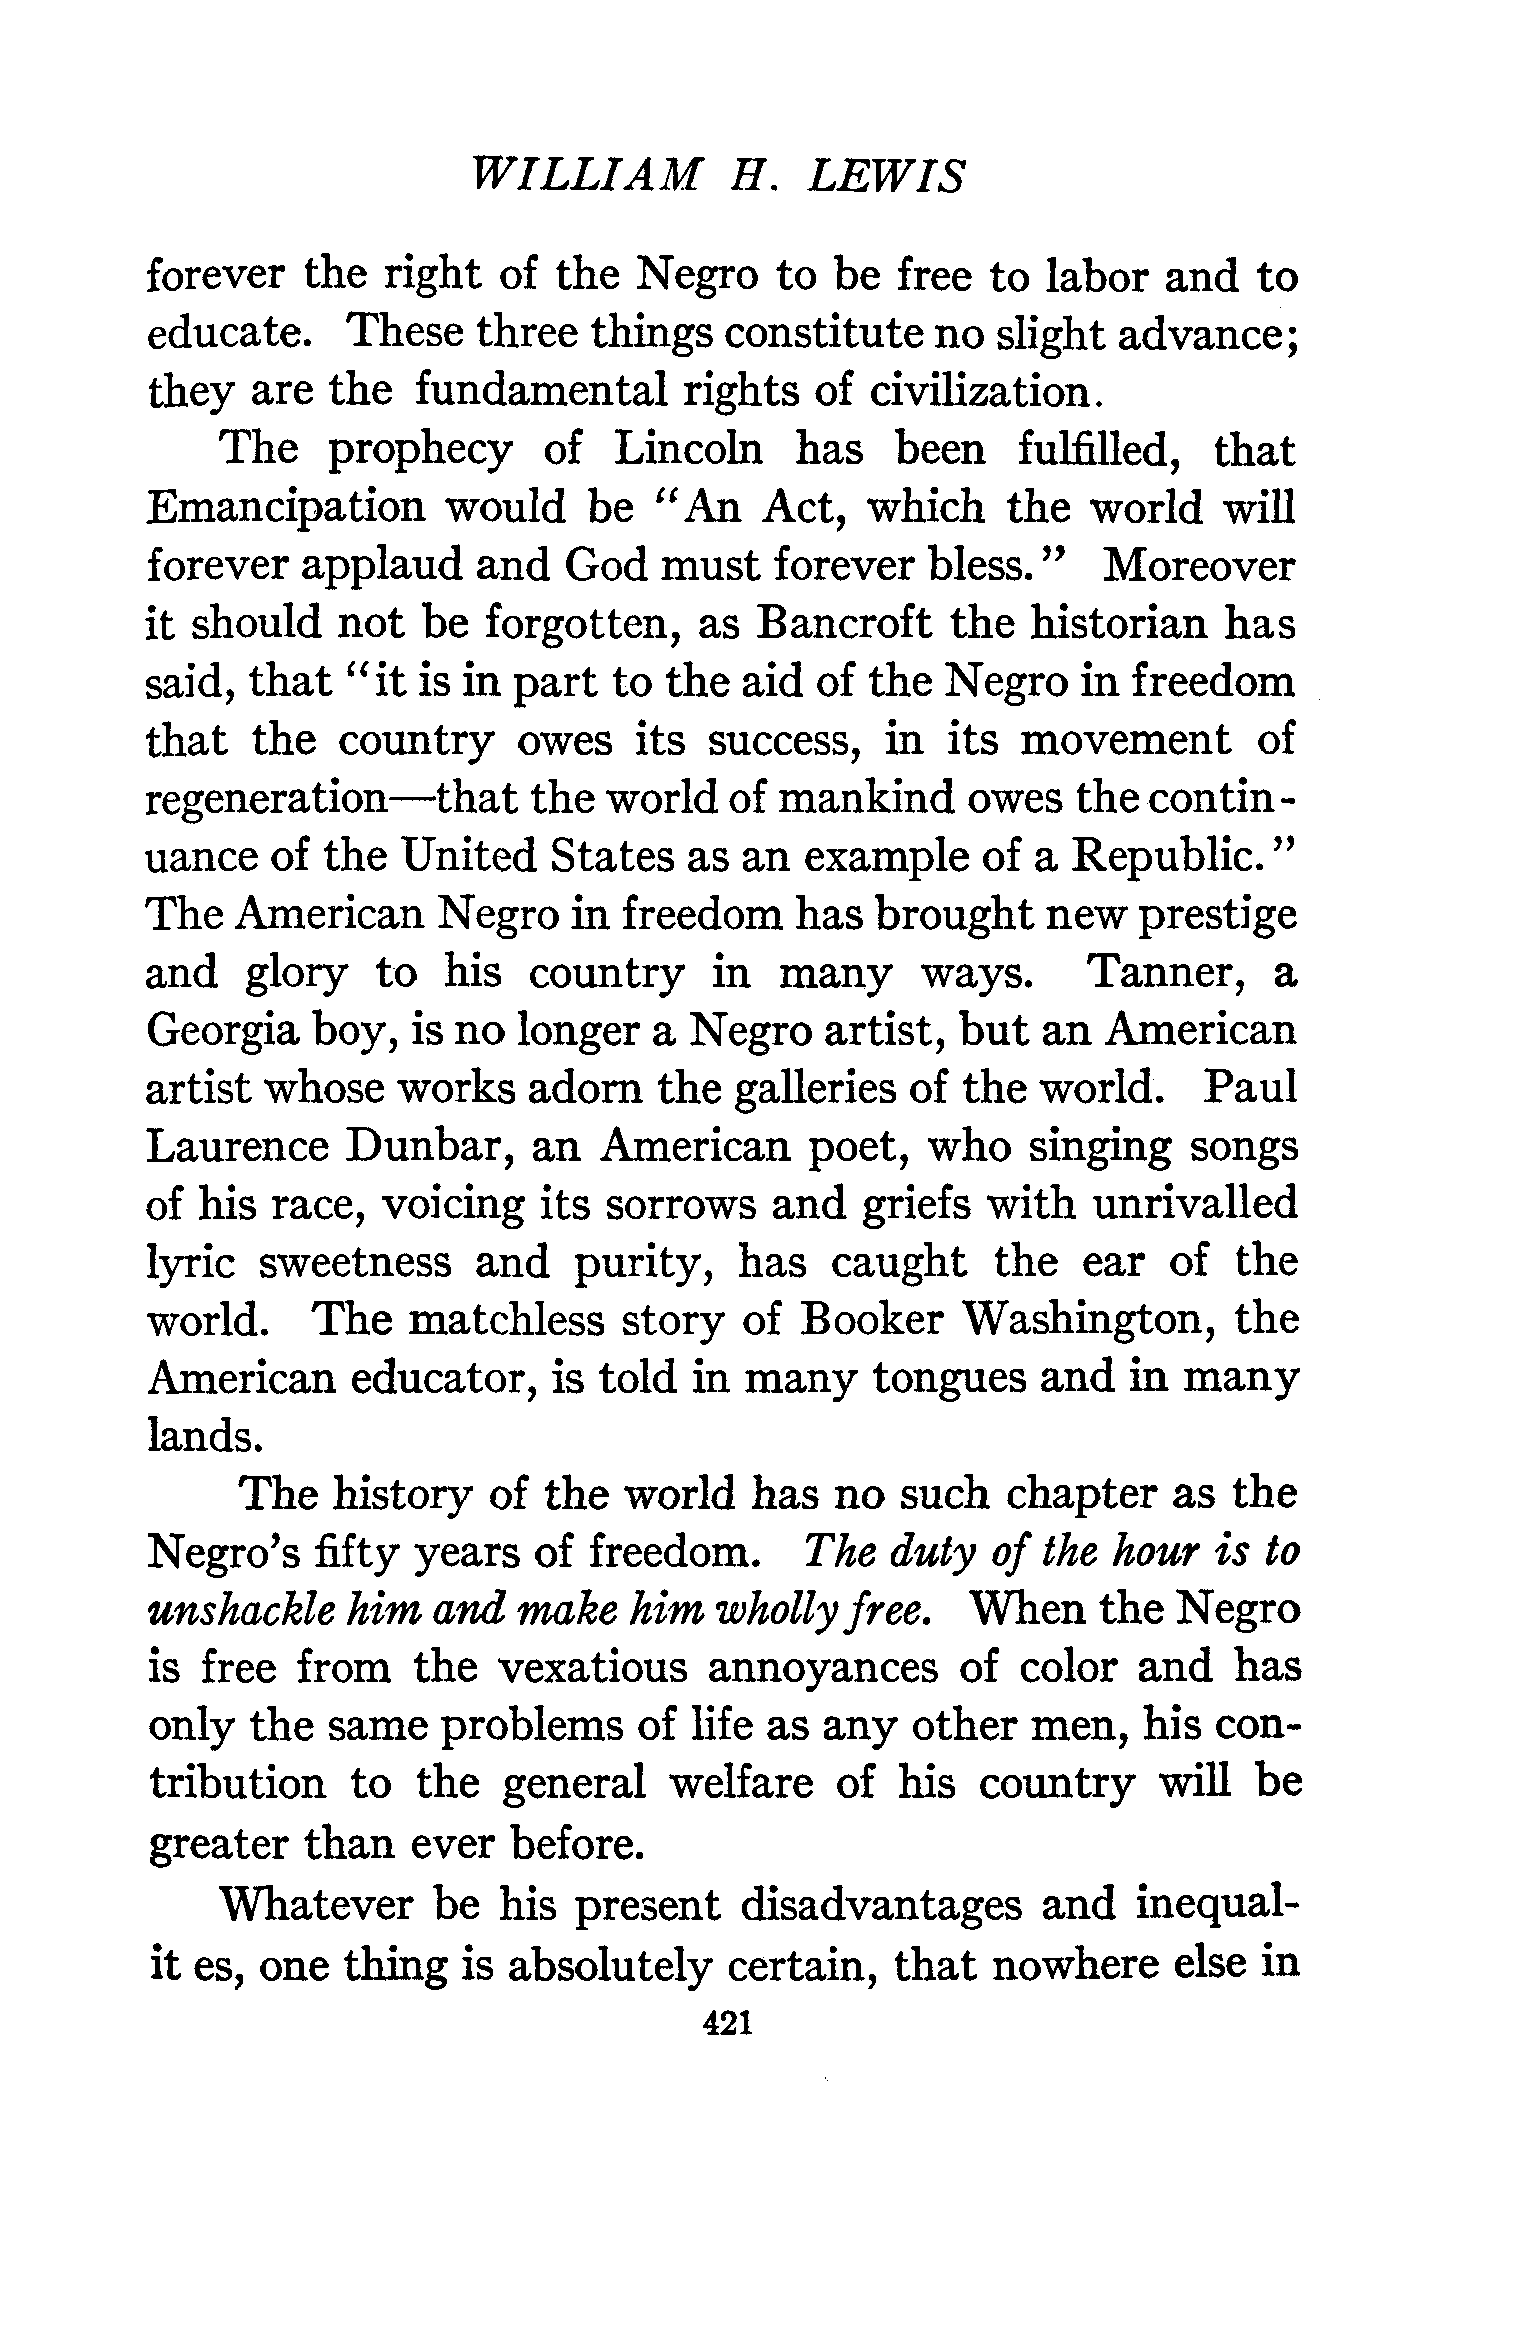 WILLIAM H. LEWIS
forever the right of the Negro to be free to labor and to
educate. These three things constitute no slight advance;
they are the fundamental rights of civilization.
The prophecy of Lincoln has been fulfilled, that
Emancipation would be "An Act, which the world will
forever applaud and God must forever bless." Moreover
it should not be forgotten, as Bancroft the historian has
said, that "it is in part to the aid of the Negro in freedom
that the country owes its success, in its movement of
regeneration—that the world of mankind owes the contin-
uance of the United States as an example of a Republic."
The American Negro in freedom has brought new prestige
and glory to his country in many ways. Tanner, a
Georgia boy, is no longer a Negro artist, but an American
artist whose works adorn the galleries of the world. Paul
Laurence Dunbar, an American poet, who singing songs
of his race, voicing its sorrows and griefs with unrivalled
lyric sweetness and purity, has caught the ear of the
world. The matchless story of Booker Washington, the
American educator, is told in many tongues and in many
lands.
The history of the world has no such chapter as the
Negro's fifty years of freedom. The duty of the hour is to
unshackle him and make him wholly free. When the Negro
is free from the vexatious annoyances of color and has
only the same problems of life as any other men, his con-
tribution to the general welfare of his country will be
greater than ever before.
Whatever be his present disadvantages and inequal-
it es, one thing is absolutely certain, that nowhere else in
421